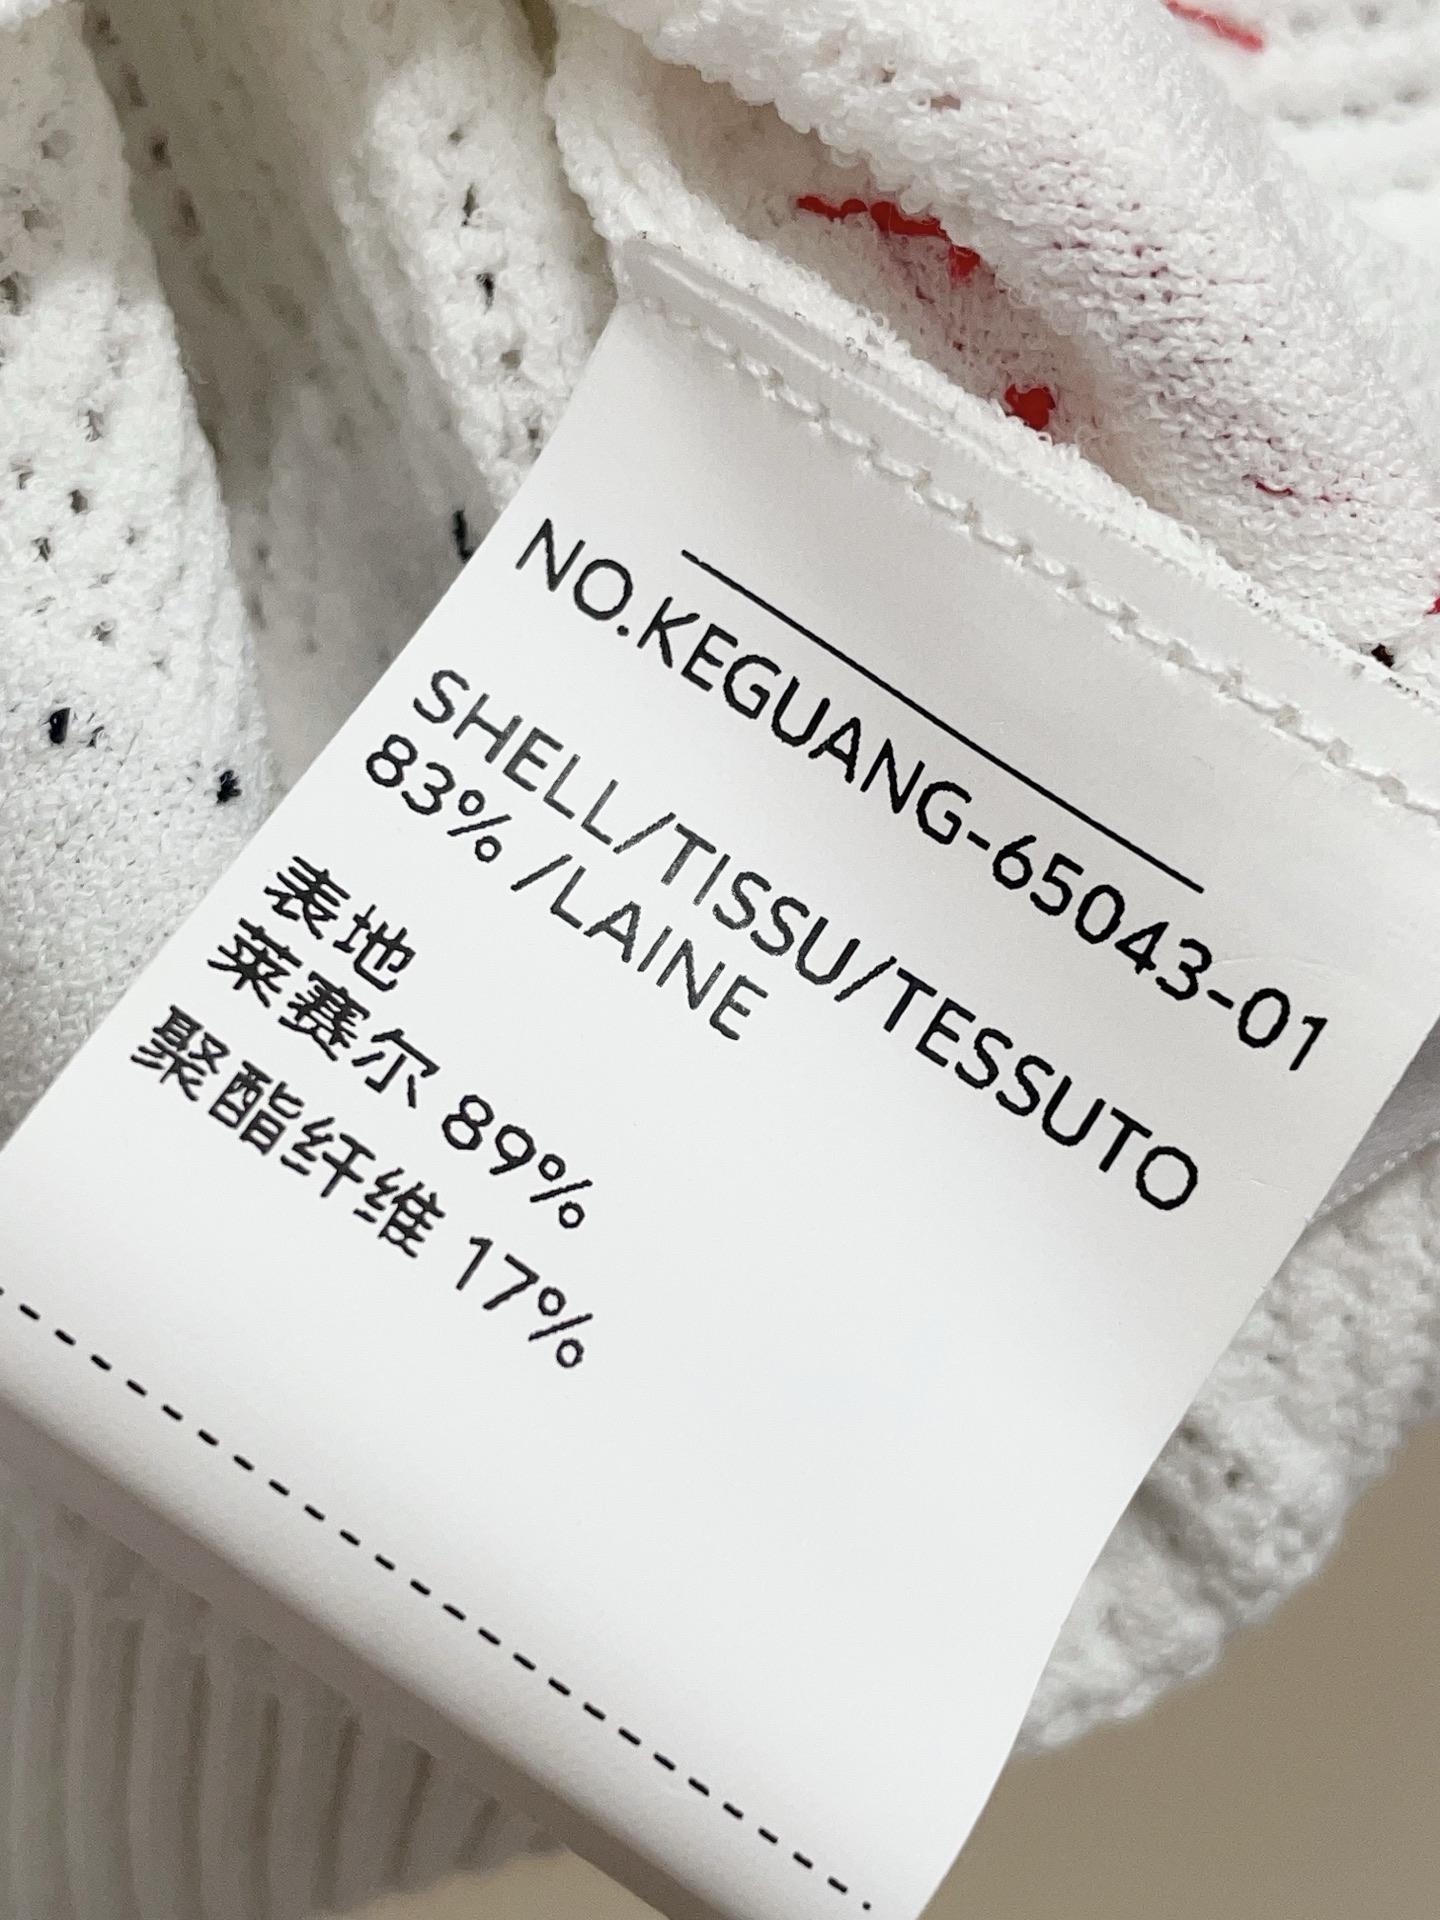 NO.KEGUANG-65043-01
SHELL/TISSU/TESSUTO
83% /LAINE
表地
莱赛尔 89%
聚酯纤维 17%